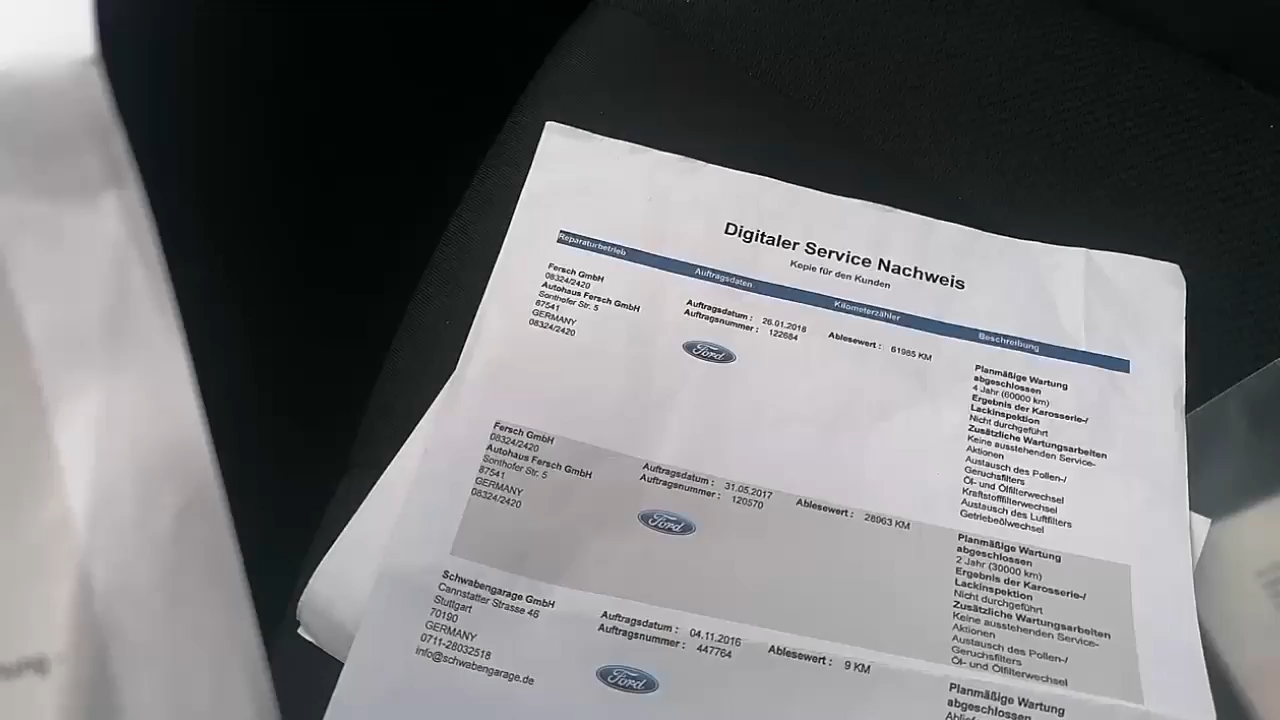 Digitaler Service Nachweis
Kopie für den Kunden
Reparaturbetrieb Auftragsdaten Kilometerzähler Beschreibung
Fersch GmbH
08324/2420
Autohaus Fersch GmbH
Sonthofer Str. 5
87541
GERMANY
08324/2420
Auftragsdatum : 26.01.2018
Auftragsnummer : 122684
Ford
Ablesewert : 61985 KM
Planmäßige Wartung
abgeschlossen
4 Jahr (60000 km)
Ergebnis der Karosserie-/
Lackinspektion
Nicht durchgeführt
Zusätzliche Wartungsarbeiten
Keine ausstehenden Service-
Aktionen
Austausch des Pollen-/
Geruchsfilters
Öl- und Ölfilterwechsel
Kraftstofffilterwechsel
Austausch des Luftfilters
Getriebeölwechsel
Fersch GmbH
08324/2420
Autohaus Fersch GmbH
Sonthofer Str. 5
87541
GERMANY
08324/2420
Auftragsdatum : 31.05.2017
Auftragsnummer : 120570
Ford
Ablesewert : 28963 KM
Planmäßige Wartung
abgeschlossen
2 Jahr (30000 km)
Ergebnis der Karosserie-/
Lackinspektion
Nicht durchgeführt
Zusätzliche Wartungsarbeiten
Keine ausstehenden Service-
Aktionen
Austausch des Pollen-/
Geruchsfilters
Öl- und Ölfilterwechsel
Schwabengarage GmbH
Cannstatter Strasse 46
Stuttgart
70190
GERMANY
0711-28032518
info@schwabengarage.de
Auftragsdatum : 04.11.2016
Auftragsnummer : 447764
Ford
Ablesewert : 9 KM
Planmäßige Wartung
abgeschlossen